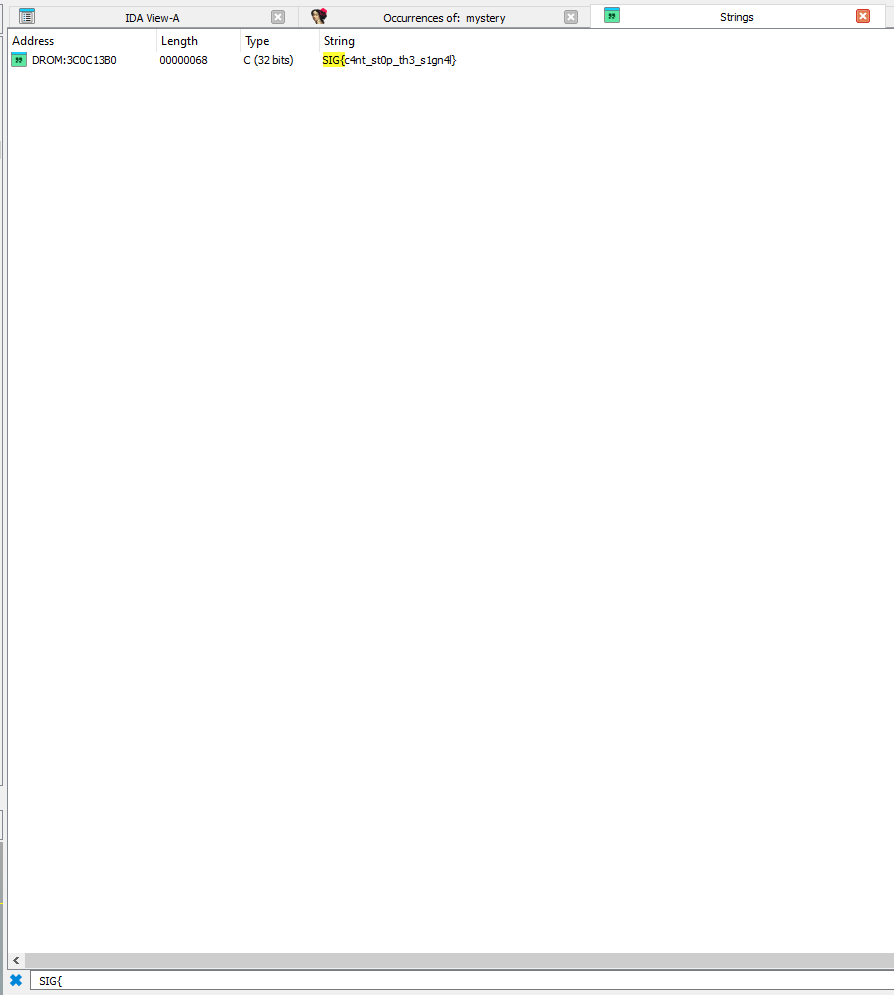 IDA View-A Occurrences of: mystery Strings
Address Length Type String
DROM:3C0C13B0 00000068 C (32 bits) SIG{c4nt_st0p_th3_s1gn4l}
SIG{